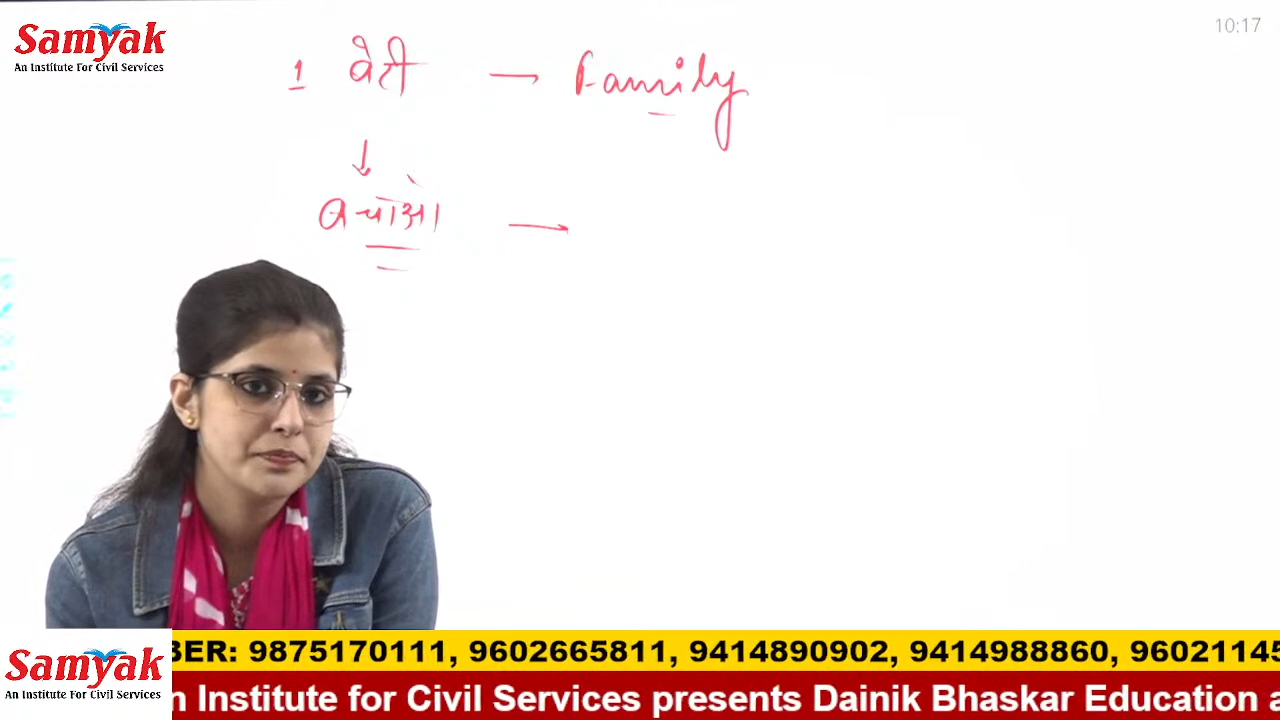 Samyak
An Institute For Civil Services
10:17
1 बेटी — Family
↓
बचाओ →
BER: 9875170111, 9602665811, 9414890902, 9414988860, 96021145
Samyak
An Institute For Civil Services
n Institute for Civil Services presents Dainik Bhaskar Education a